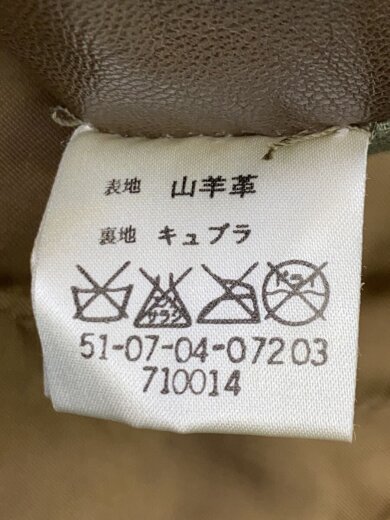 表地 山羊革
裏地 キュプラ
エンソ サラシ ドライ
51-07-04-07203
710014